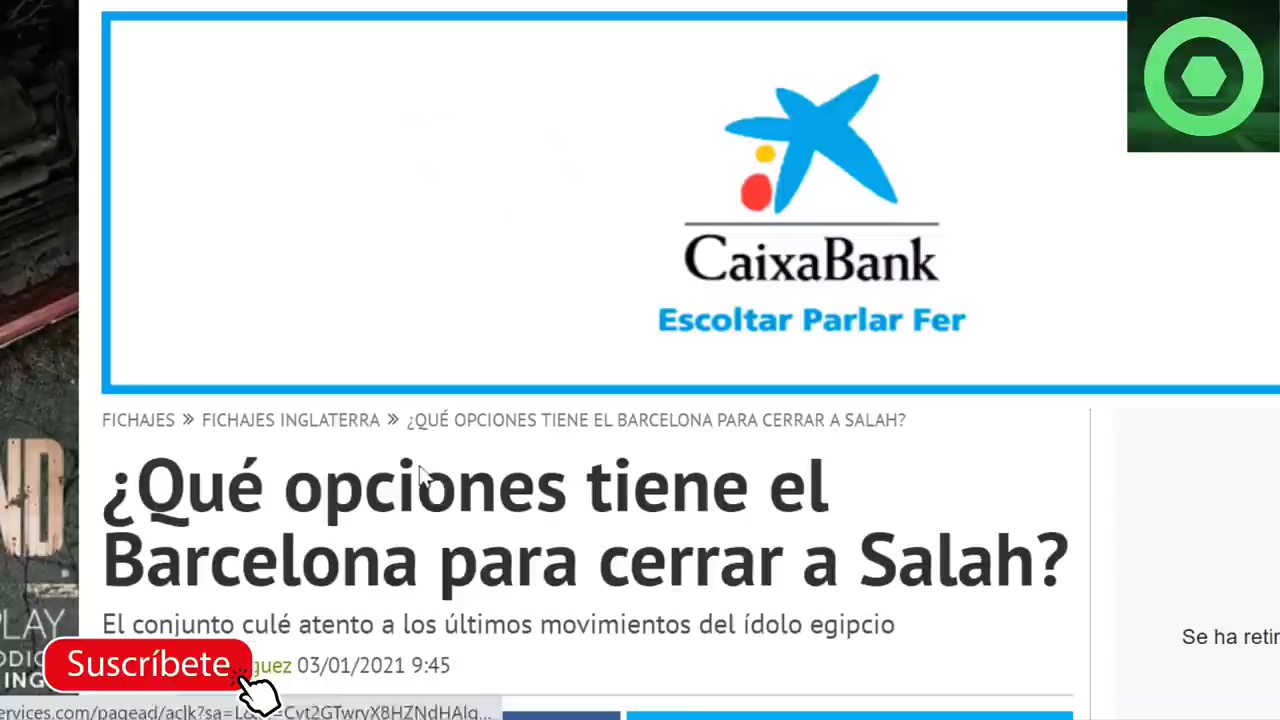 CaixaBank
Escoltar Parlar Fer
FICHAJES » FICHAJES INGLATERRA » ¿QUÉ OPCIONES TIENE EL BARCELONA PARA CERRAR A SALAH?
¿Qué opciones tiene el
Barcelona para cerrar a Salah?
El conjunto culé atento a los últimos movimientos del ídolo egipcio
03/01/2021 9:45
Suscríbete
Se ha